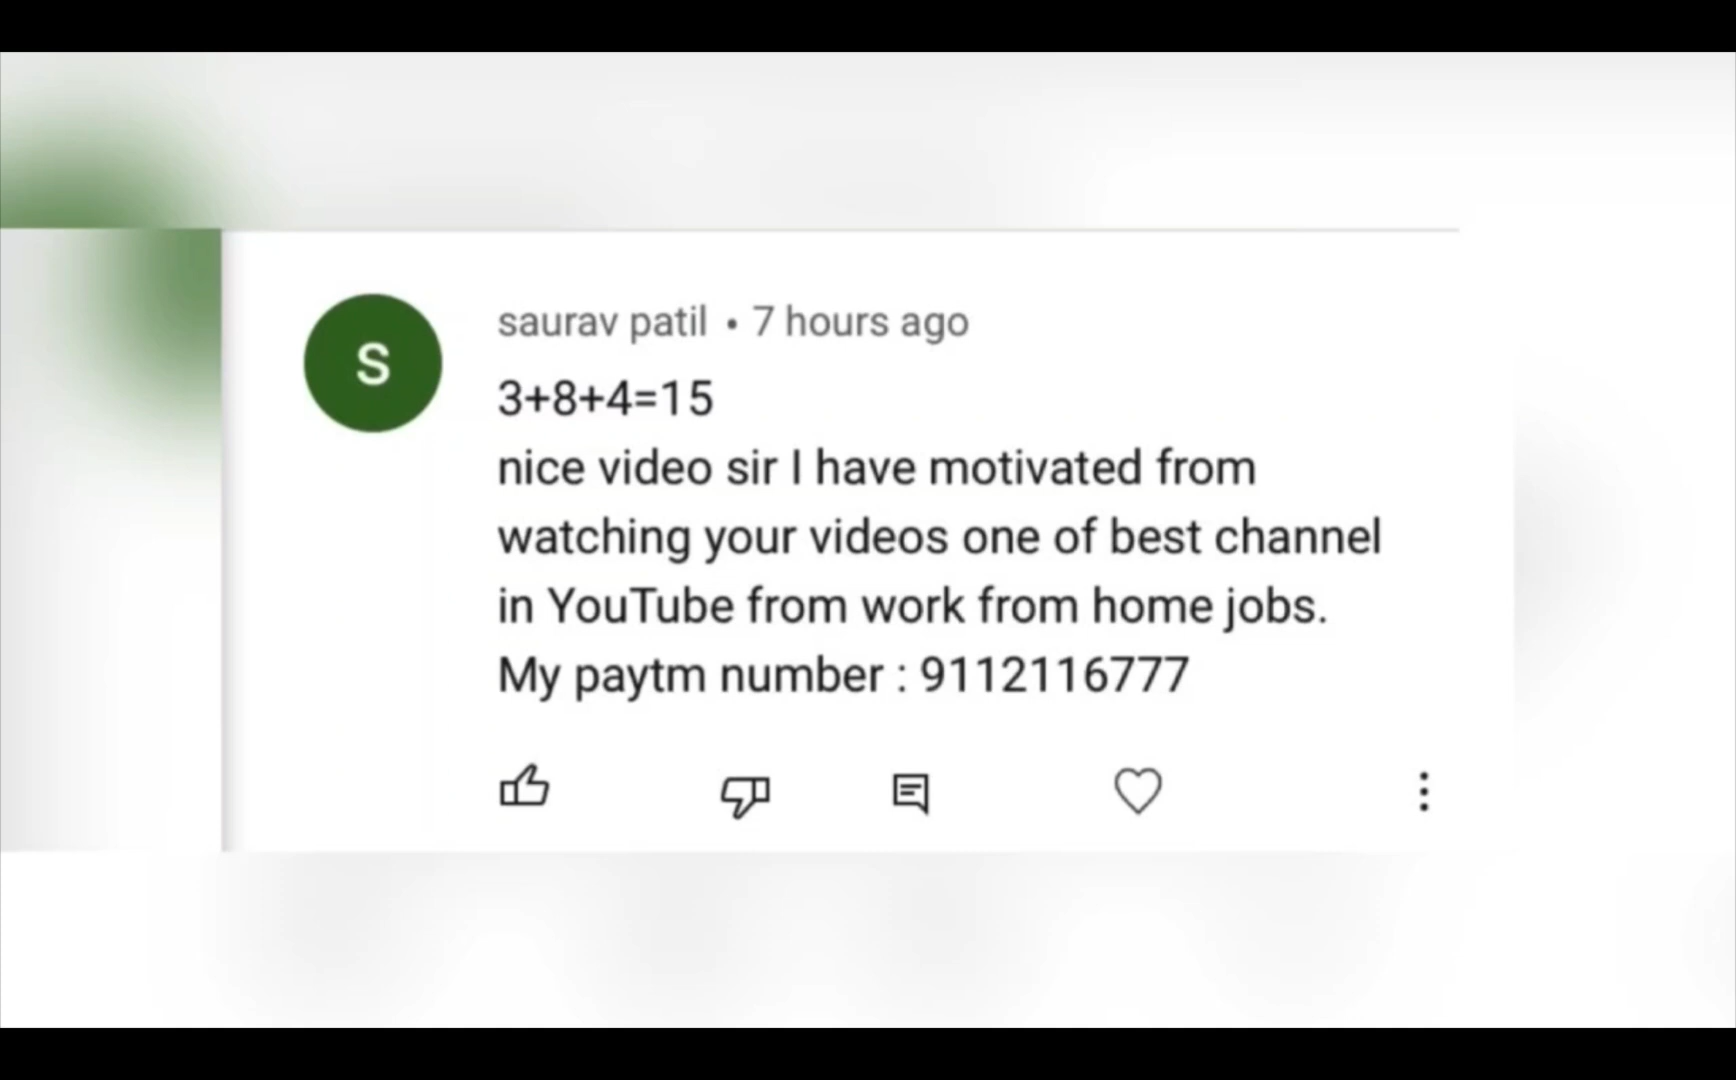 S
saurav patil • 7 hours ago
3+8+4=15
nice video sir I have motivated from
watching your videos one of best channel
in YouTube from work from home jobs.
My paytm number : 9112116777